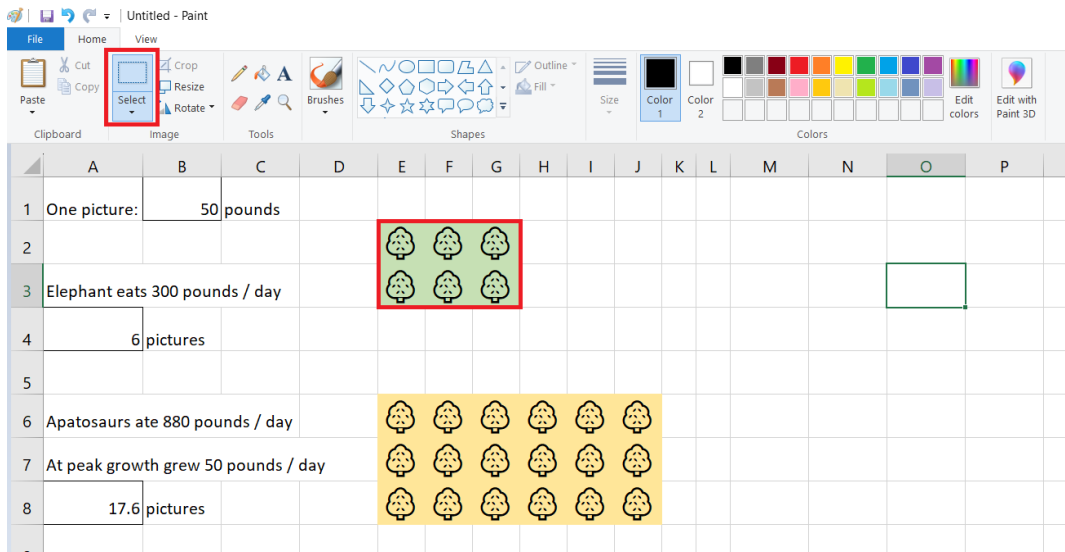 Untitled - Paint
File Home View
Paste
Cut
Copy
Clipboard
Select
Crop
Resize
Rotate
Image
A
Tools
Brushes
Outline
Fill
Shapes
Size
Color 1
Color 2
Edit colors
Edit with Paint 3D
Colors
A B C D E F G H I J K L M N O P
1 One picture: 50 pounds
2
3 Elephant eats 300 pounds / day
4 6 pictures
5
6 Apatosaurs ate 880 pounds / day
7 At peak growth grew 50 pounds / day
8 17.6 pictures